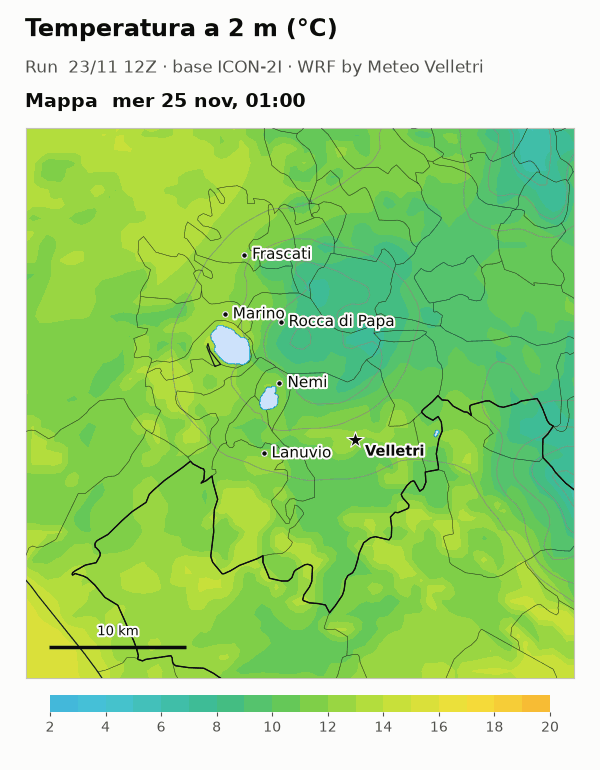 Temperatura a 2 m (°C)
Run  23/11 12Z · base ICON-2I · WRF by Meteo Velletri
Mappa  mer 25 nov, 01:00
Frascati
Marino
Rocca di Papa
Nemi
Velletri
Lanuvio
10 km
2 4 6 8 10 12 14 16 18 20